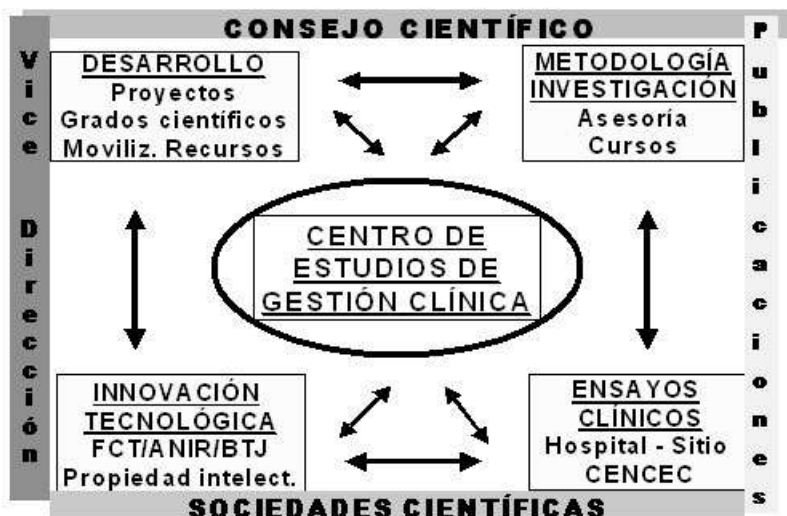 CONSEJO CIENTÍFICO
Vice Dirección
DESARROLLO
Proyectos
Grados científicos
Moviliz. Recursos
METODOLOGÍA
INVESTIGACIÓN
Asesoría
Cursos
Publicaciones
CENTRO DE
ESTUDIOS DE
GESTIÓN CLÍNICA
INNOVACIÓN
TECNOLÓGICA
FCT/ANIR/BTJ
Propiedad intelect.
ENSAYOS
CLÍNICOS
Hospital - Sitio
CENCEC
SOCIEDADES CIENTÍFICAS